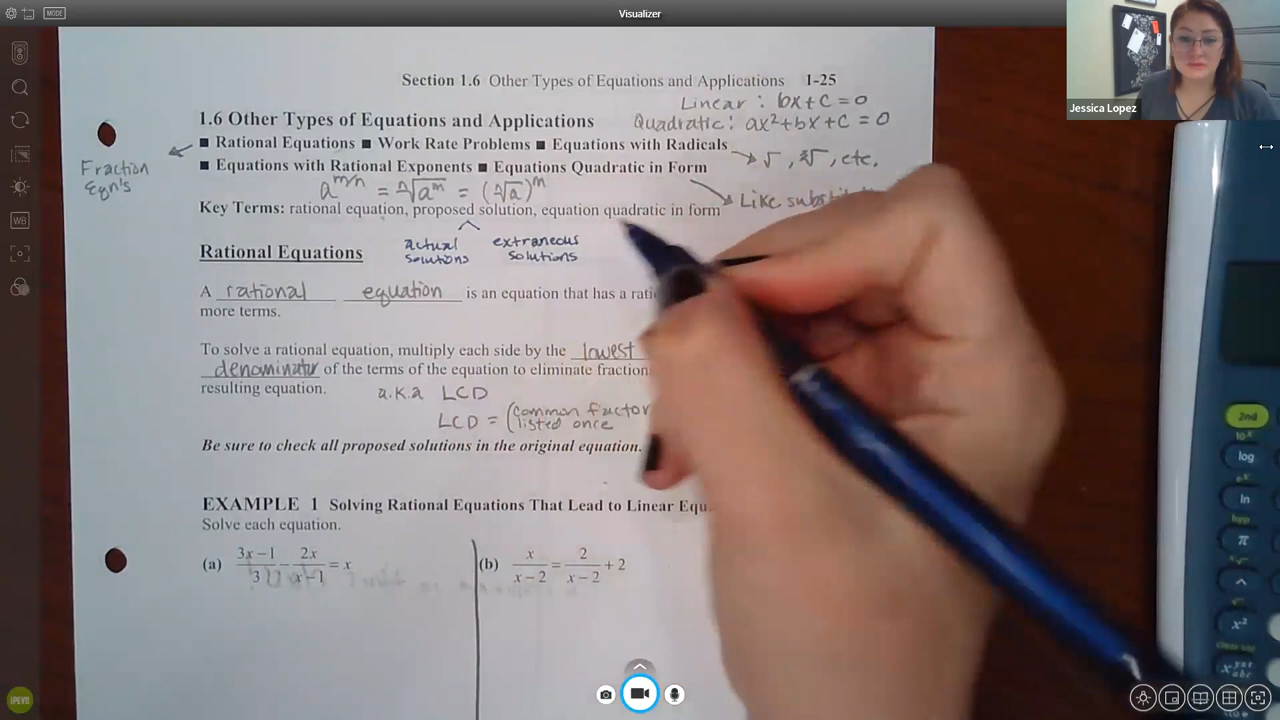 MODE
Visualizer
Jessica Lopez
Section 1.6 Other Types of Equations and Applications 1-25
Linear: bx+c=0
1.6 Other Types of Equations and Applications
Quadratic: ax²+bx+c=0
■ Rational Equations ■ Work Rate Problems ■ Equations with Radicals
√, ∛, etc.
Fraction
Eqn's
■ Equations with Rational Exponents ■ Equations Quadratic in Form
a^(m/n) = ⁿ√(a^m) = (ⁿ√a)^m
Like
Key Terms: rational equation, proposed solution, equation quadratic in form
actual
solutions
extraneous
solutions
Rational Equations
A rational equation is an equation that has a
more terms.
To solve a rational equation, multiply each side by the lowest
denominator of the terms of the equation to eliminate
resulting equation.
a.k.a LCD
LCD = (common factor
listed once
Be sure to check all proposed solutions in the original equation.
EXAMPLE 1 Solving Rational Equations That Lead to Linear
Solve each equation.
(a) (3x−1)/3 − 2x/(x−1) = x
(b) x/(x−2) = 2/(x−2) + 2
2nd
10ˣ
log
eˣ
ln
hyp
π
^
√
x²
IPEVO